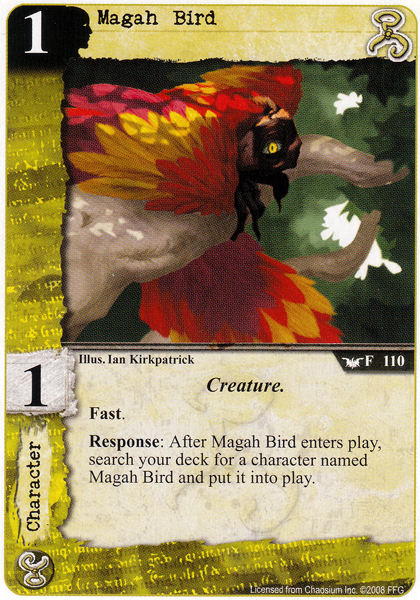 1
Magah Bird
Illus. Ian Kirkpatrick
F 110
1
Creature.
Fast.
Response: After Magah Bird enters play,
search your deck for a character named
Magah Bird and put it into play.
Character
Licensed from Chaosium Inc. ©2008 FFG